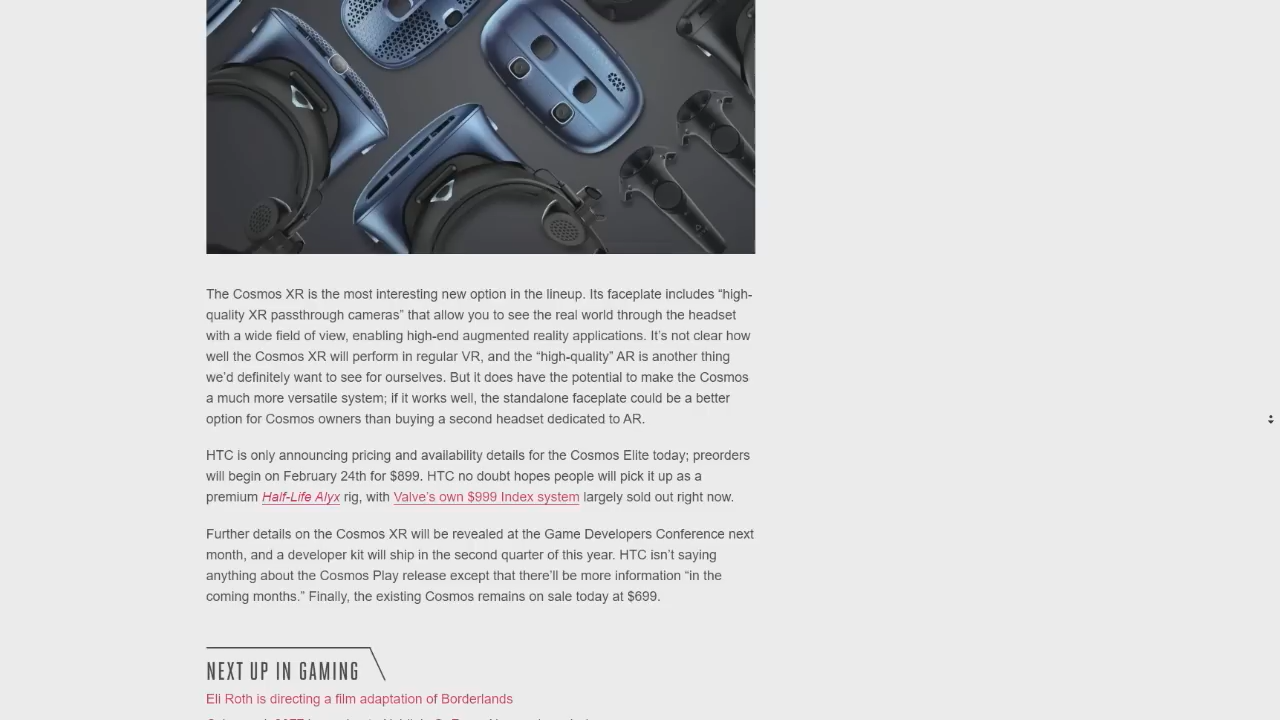 The Cosmos XR is the most interesting new option in the lineup. Its faceplate includes “high-
quality XR passthrough cameras” that allow you to see the real world through the headset
with a wide field of view, enabling high-end augmented reality applications. It’s not clear how
well the Cosmos XR will perform in regular VR, and the “high-quality” AR is another thing
we’d definitely want to see for ourselves. But it does have the potential to make the Cosmos
a much more versatile system; if it works well, the standalone faceplate could be a better
option for Cosmos owners than buying a second headset dedicated to AR.
HTC is only announcing pricing and availability details for the Cosmos Elite today; preorders
will begin on February 24th for $899. HTC no doubt hopes people will pick it up as a
premium Half-Life Alyx rig, with Valve’s own $999 Index system largely sold out right now.
Further details on the Cosmos XR will be revealed at the Game Developers Conference next
month, and a developer kit will ship in the second quarter of this year. HTC isn’t saying
anything about the Cosmos Play release except that there’ll be more information “in the
coming months.” Finally, the existing Cosmos remains on sale today at $699.
NEXT UP IN GAMING
Eli Roth is directing a film adaptation of Borderlands